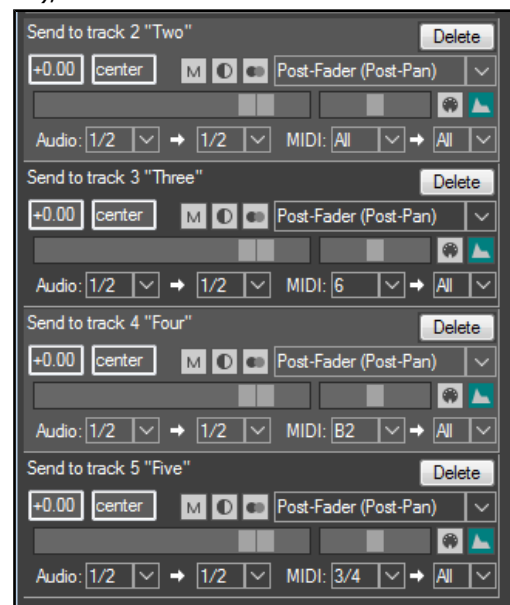 Send to track 2 "Two" Delete
+0.00 center M Post-Fader (Post-Pan)
Audio: 1/2 → 1/2 MIDI: All → All
Send to track 3 "Three" Delete
+0.00 center M Post-Fader (Post-Pan)
Audio: 1/2 → 1/2 MIDI: 6 → All
Send to track 4 "Four" Delete
+0.00 center M Post-Fader (Post-Pan)
Audio: 1/2 → 1/2 MIDI: B2 → All
Send to track 5 "Five" Delete
+0.00 center M Post-Fader (Post-Pan)
Audio: 1/2 → 1/2 MIDI: 3/4 → All